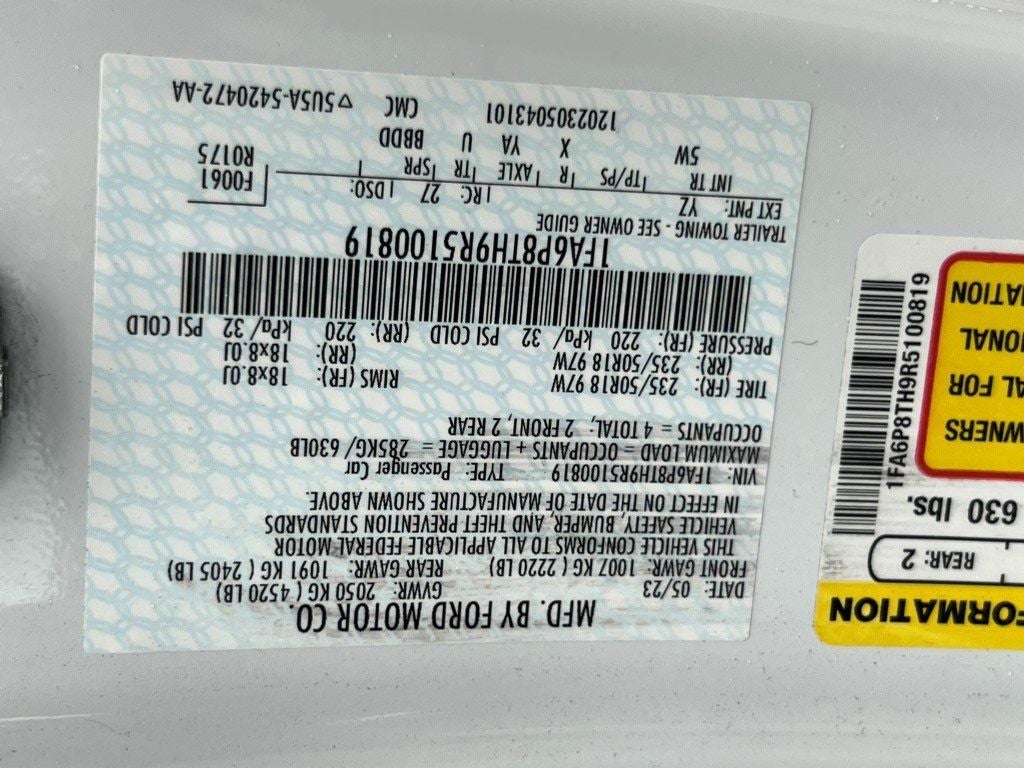 MFD. BY FORD MOTOR CO.
DATE: 05/23 GVWR: 2050 KG ( 4520 LB)
FRONT GAWR: 1007 KG ( 2220 LB) REAR GAWR: 1091 KG ( 2405 LB)
THIS VEHICLE CONFORMS TO ALL APPLICABLE FEDERAL MOTOR
VEHICLE SAFETY, BUMPER, AND THEFT PREVENTION STANDARDS
IN EFFECT ON THE DATE OF MANUFACTURE SHOWN ABOVE.
VIN: 1FA6P8TH9R5100819 TYPE: Passenger Car
MAXIMUM LOAD = OCCUPANTS + LUGGAGE = 285KG/ 630LB
OCCUPANTS = 4 TOTAL: 2 FRONT, 2 REAR
TIRE (FR): 235/50R18 97W RIMS (FR): 18x8.0J
(RR): 235/50R18 97W (RR): 18x8.0J
PRESSURE (FR): 220 kPa/ 32 PSI COLD (RR): 220 kPa/ 32 PSI COLD
1FA6P8TH9R5100819
TRAILER TOWING - SEE OWNER GUIDE
EXT PNT: YZ RC: 27 DSO: F0061
INT TR TP/PS R AXLE TR SPR R0175
5W X YA U BBDD
1202305043101 CMC ▽ 5U5A-5420472-AA
FORMATION
REAR: 2
630 lbs.
WNERS
AL FOR
IONAL
MATION
1FA6P8TH9R5100819